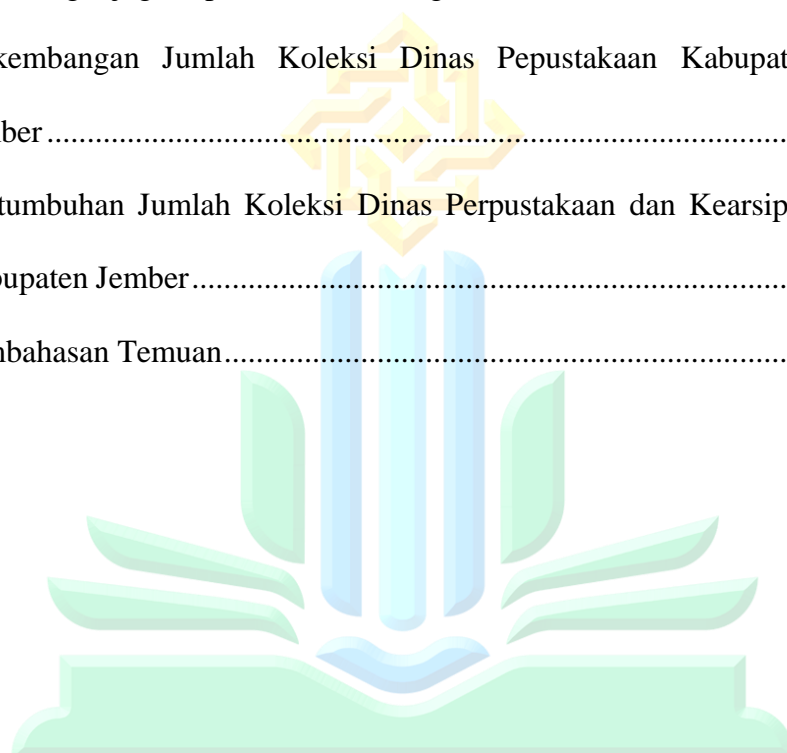 kembangan Jumlah Koleksi Dinas Pepustakaan Kabupat
ber.......................................................................................
tumbuhan Jumlah Koleksi Dinas Perpustakaan dan Kearsip
upaten Jember.........................................................................
nbahasan Temuan.....................................................................